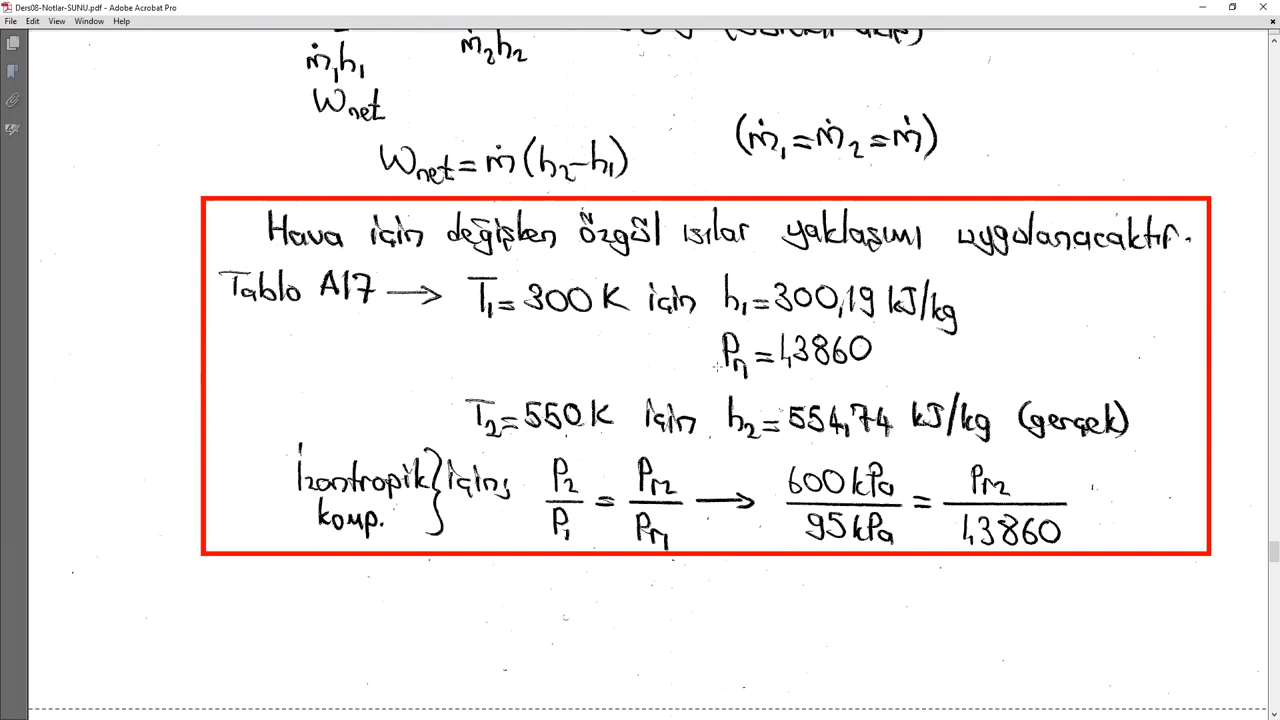 Ders08-Notlar-SUNU.pdf - Adobe Acrobat Pro
File Edit View Window Help
ṁ₁h₁ ṁ₂h₂
Wnet
Wnet = ṁ (h₂-h₁) (ṁ₁=ṁ₂=ṁ)
Hava için değişken özgül ısılar yaklaşımı uygulanacaktır.
Tablo A17 → T₁=300 K için h₁=300,19 kJ/kg
Pr₁=1,3860
T₂=550K için h₂=554,74 kJ/kg (gerçek)
İzontropik komp. } için; P₂/P₁ = Pr₂/Pr₁ → 600 kPa/95 kPa = Pr₂/1,3860